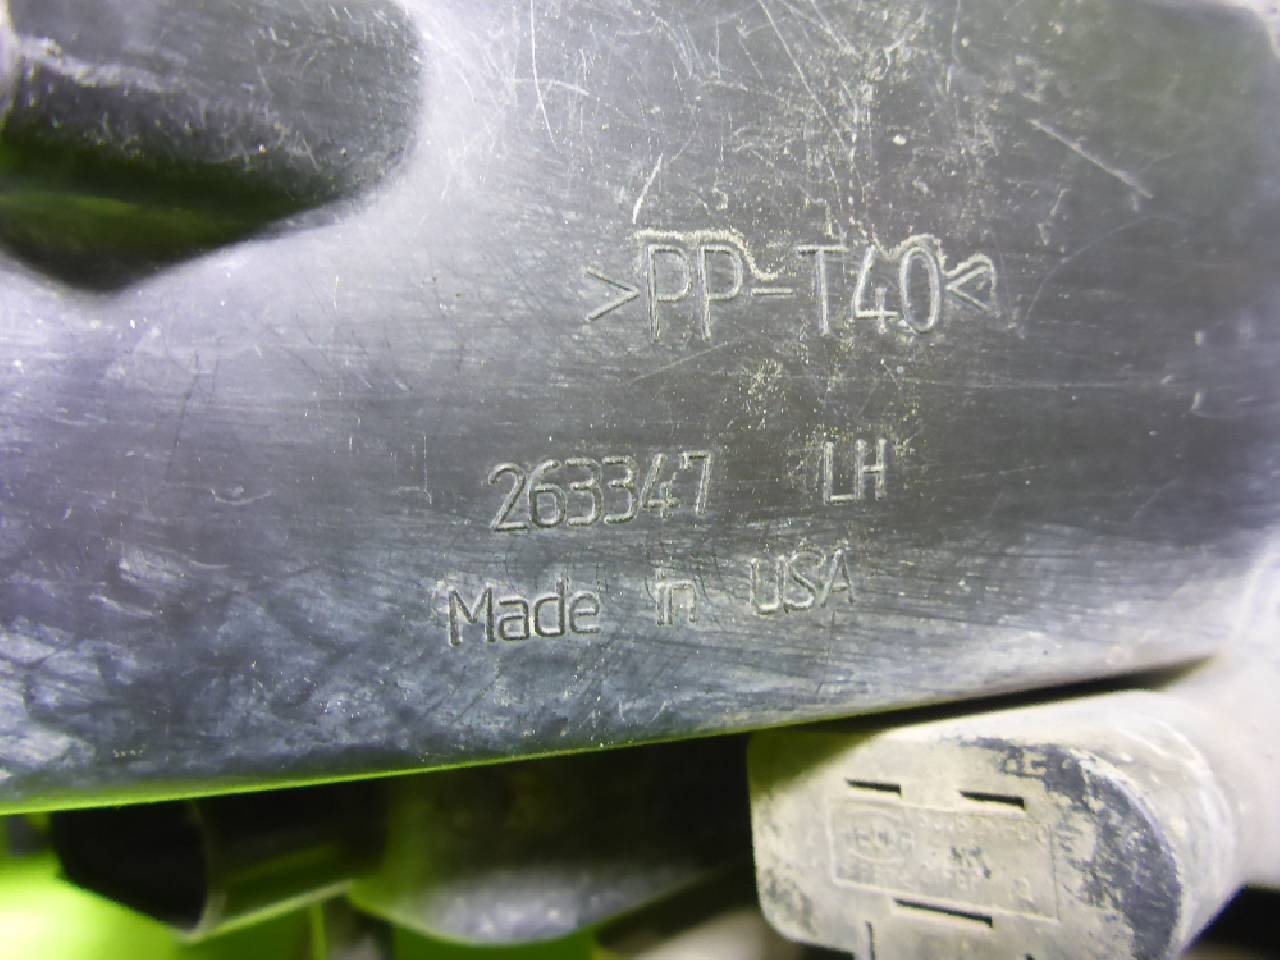 >PP-T40<
263347 LH
Made in USA